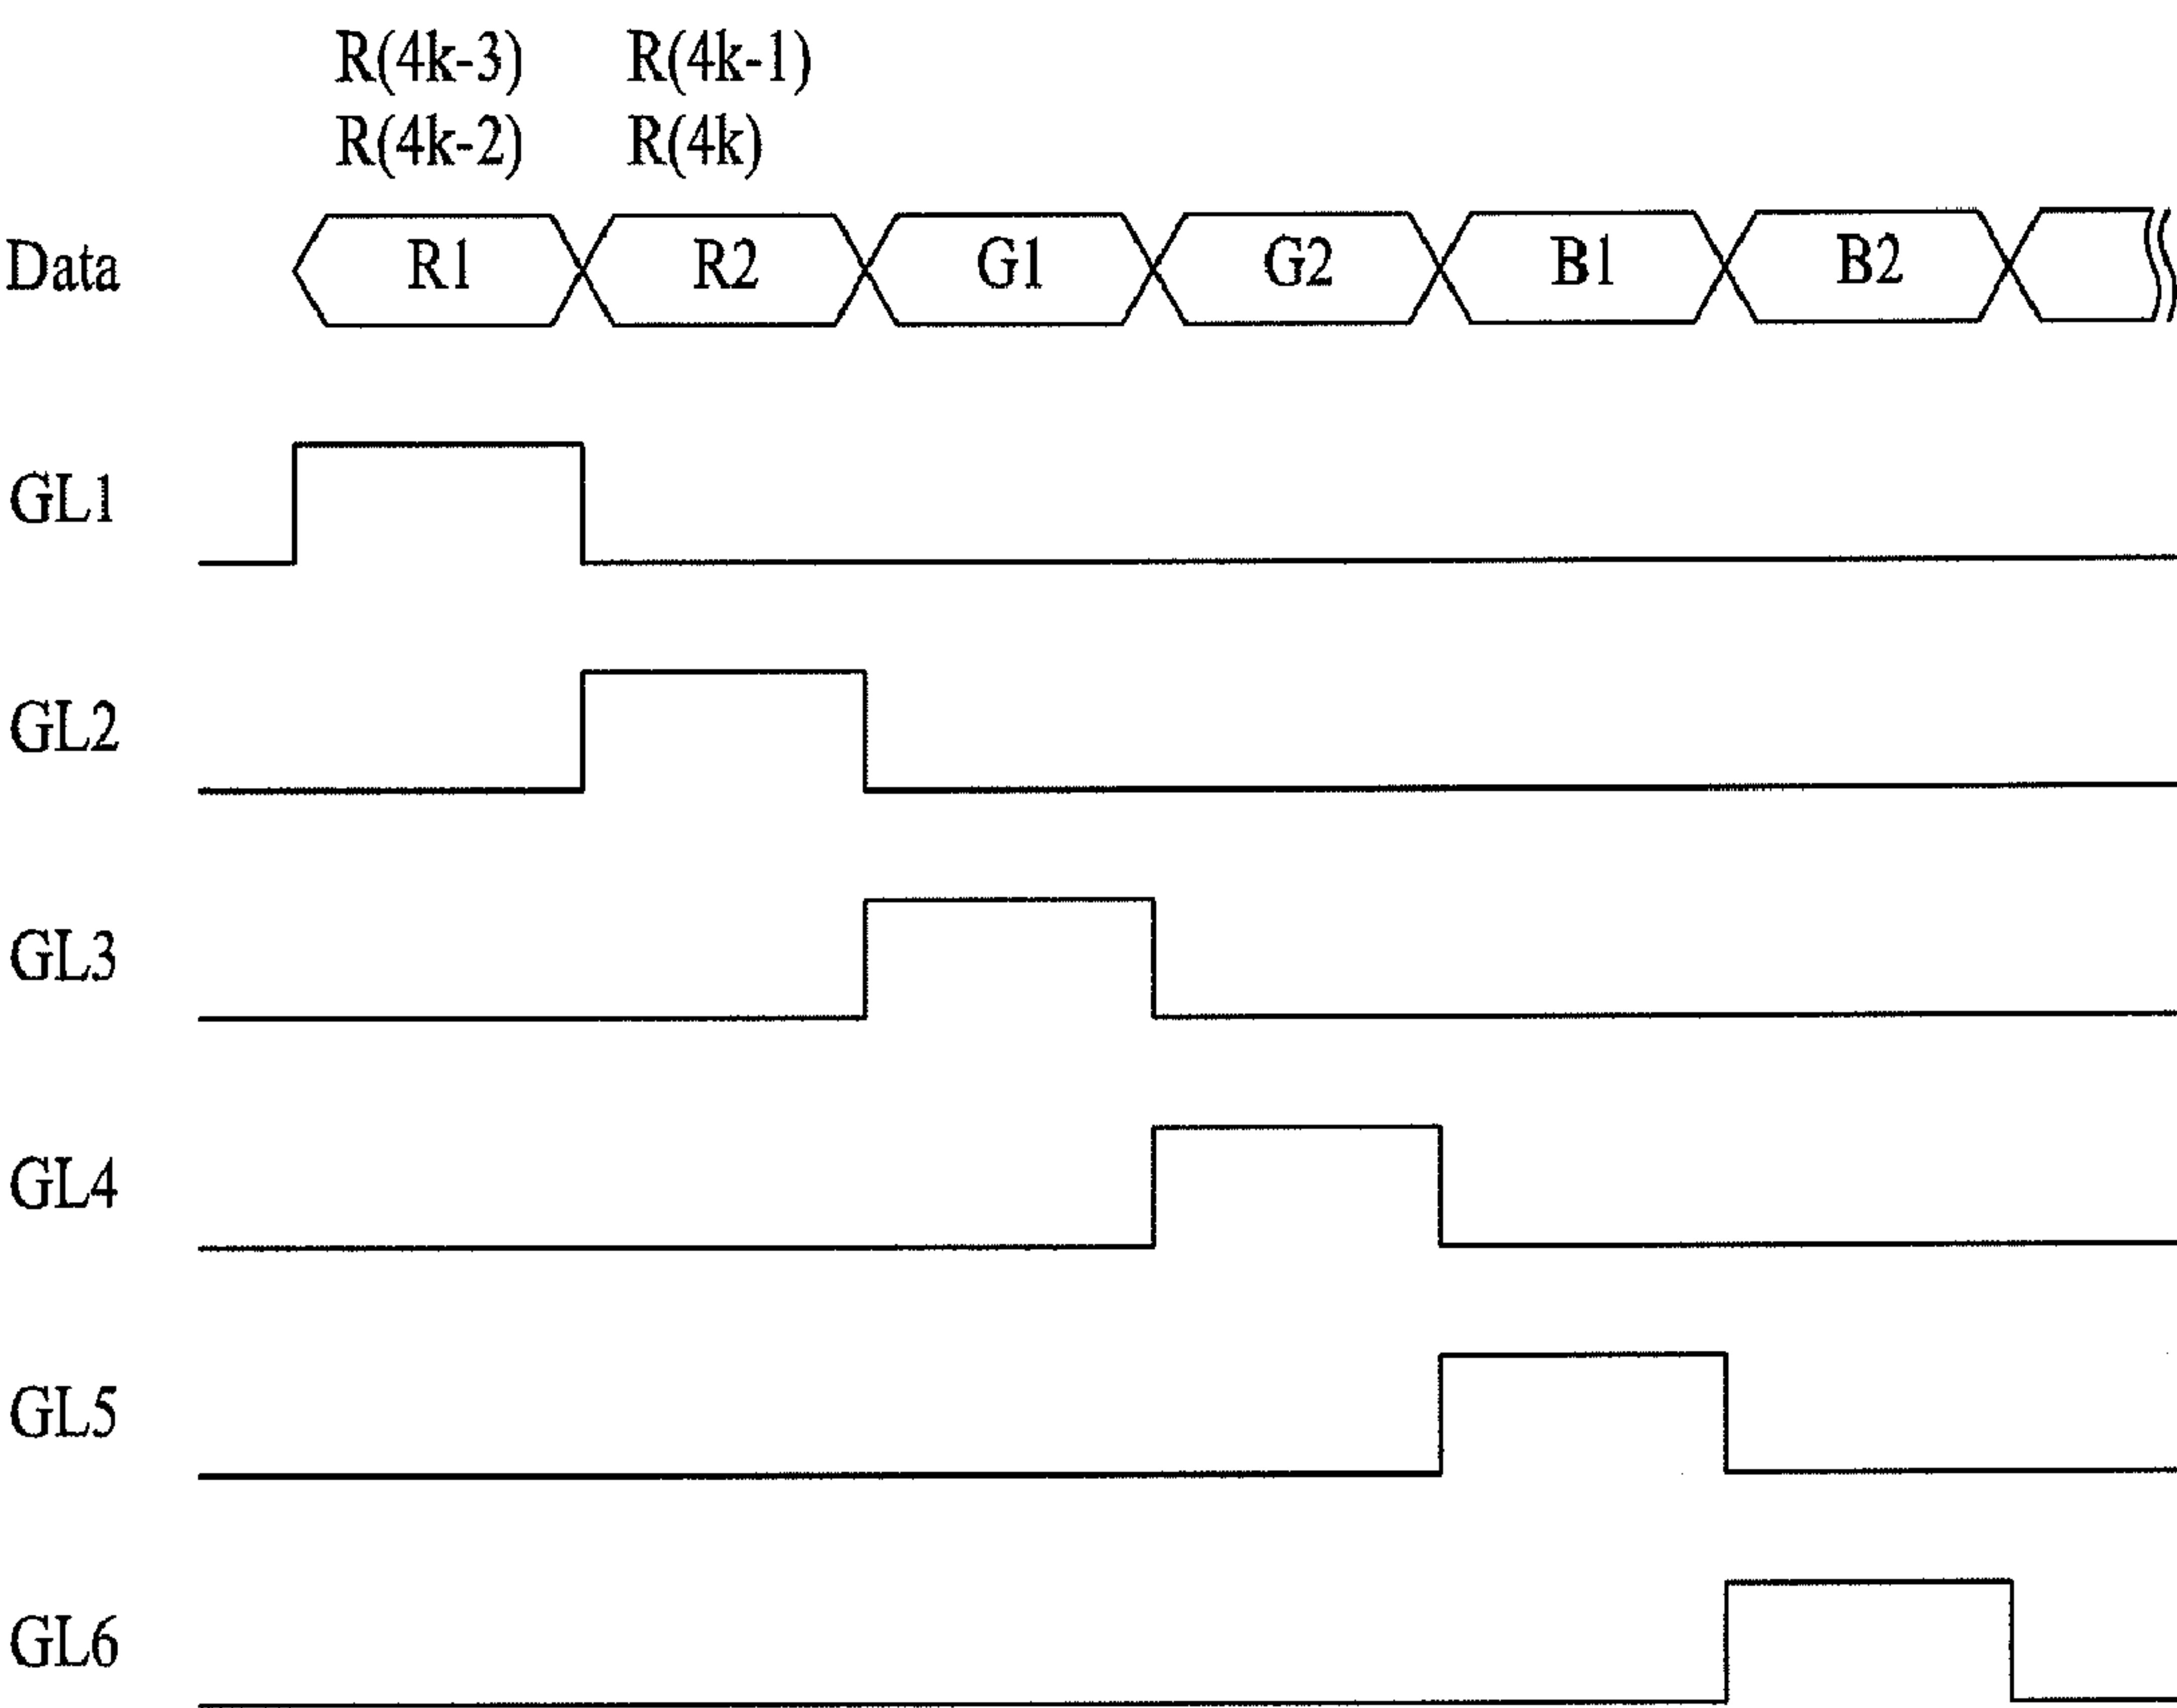 R(4k-3) R(4k-1)
R(4k-2) R(4k)
Data R1 R2 G1 G2 B1 B2
GL1
GL2
GL3
GL4
GL5
GL6